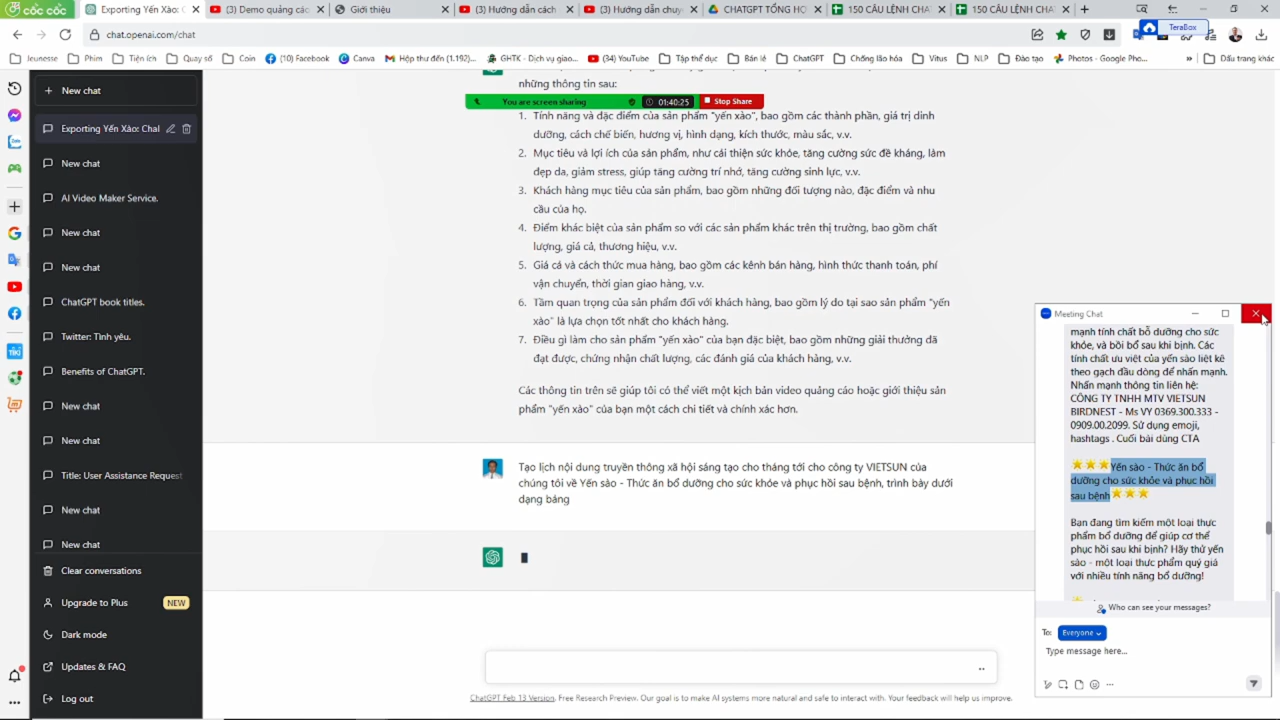 cốc cốc
Exporting Yến Xào: C
(3) Demo quảng cá
Giới thiệu
(3) Hướng dẫn cách
(3) Hướng dẫn chuy
CHATGPT TỔNG HỢ
150 CÂU LỆNH CHAT
150 CÂU LỆNH CHAT
chat.openai.com/chat
TeraBox
Jeunesse
Phim
Tiện ích
Quay số
Coin
(10) Facebook
Canva
Hộp thư đến (1.192)...
GHTK - Dịch vụ giao...
(34) YouTube
Tập thể dục
Bán lẻ
ChatGPT
Chống lão hóa
Vitus
NLP
Đào tạo
Photos - Google Pho...
»
Dấu trang khác
New chat
Exporting Yến Xào: Chal
New chat
AI Video Maker Service.
New chat
New chat
ChatGPT book titles.
Twitter: Tình yêu.
Benefits of ChatGPT.
New chat
New chat
Title: User Assistance Request
New chat
New chat
Clear conversations
Upgrade to Plus
NEW
Dark mode
Updates & FAQ
Log out
những thông tin sau:
You are screen sharing
01:40:25
Stop Share
1. Tính năng và đặc điểm của sản phẩm "yến xào", bao gồm các thành phần, giá trị dinh
dưỡng, cách chế biến, hương vị, hình dạng, kích thước, màu sắc, v.v.
2. Mục tiêu và lợi ích của sản phẩm, như cải thiện sức khỏe, tăng cường sức đề kháng, làm
đẹp da, giảm stress, giúp tăng cường trí nhớ, tăng cường sinh lực, v.v.
3. Khách hàng mục tiêu của sản phẩm, bao gồm những đối tượng nào, đặc điểm và nhu
cầu của họ.
4. Điểm khác biệt của sản phẩm so với các sản phẩm khác trên thị trường, bao gồm chất
lượng, giá cả, thương hiệu, v.v.
5. Giá cả và cách thức mua hàng, bao gồm các kênh bán hàng, hình thức thanh toán, phí
vận chuyển, thời gian giao hàng, v.v.
6. Tầm quan trọng của sản phẩm đối với khách hàng, bao gồm lý do tại sao sản phẩm "yến
xào" là lựa chọn tốt nhất cho khách hàng.
7. Điều gì làm cho sản phẩm "yến xào" của bạn đặc biệt, bao gồm những giải thưởng đã
đạt được, chứng nhận chất lượng, các đánh giá của khách hàng, v.v.
Các thông tin trên sẽ giúp tôi có thể viết một kịch bản video quảng cáo hoặc giới thiệu sản
phẩm "yến xào" của bạn một cách chi tiết và chính xác hơn.
Tạo lịch nội dung truyền thông xã hội sáng tạo cho tháng tới cho công ty VIETSUN của
chúng tôi về Yến sào - Thức ăn bổ dưỡng cho sức khỏe và phục hồi sau bệnh, trình bày dưới
dạng bảng
ChatGPT Feb 13 Version. Free Research Preview. Our goal is to make AI systems more natural and safe to interact with. Your feedback will help us improve.
Meeting Chat
mạnh tính chất bổ dưỡng cho sức
khỏe, và bồi bổ sau khi bịnh. Các
tính chất ưu việt của yến sào liệt kê
theo gạch đầu dòng để nhấn mạnh.
Nhấn mạnh thông tin liên hệ:
CÔNG TY TNHH MTV VIETSUN
BIRDNEST - Ms VY 0369.300.333 -
0909.00.2099. Sử dụng emoji,
hashtags . Cuối bài dùng CTA
⭐⭐⭐Yến sào - Thức ăn bổ
dưỡng cho sức khỏe và phục hồi
sau bệnh⭐⭐⭐
Bạn đang tìm kiếm một loại thực
phẩm bổ dưỡng để giúp cơ thể
phục hồi sau khi bịnh? Hãy thử yến
sào - một loại thực phẩm quý giá
với nhiều tính năng bổ dưỡng!
Who can see your messages?
To:
Everyone
Type message here...